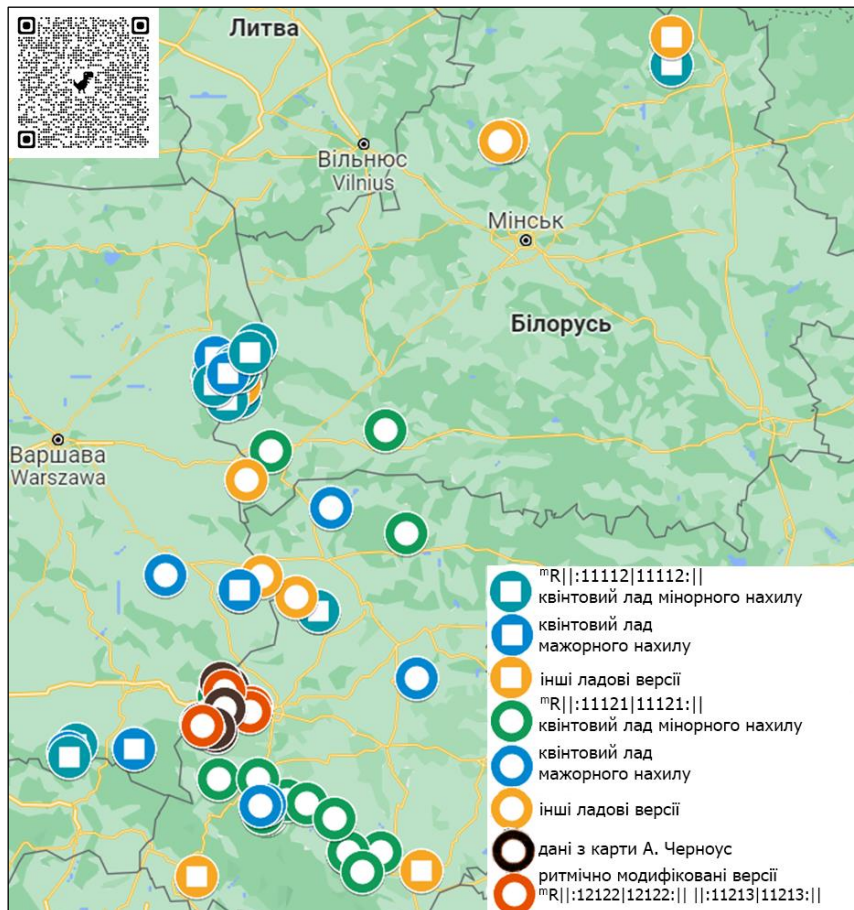 Литва
Вільнюс
Vilnius
Мінськ
Білорусь
Варшава
Warszawa
ᵐR||:11112|11112:||
квінтовий лад мінорного нахилу
квінтовий лад
мажорного нахилу
інші ладові версії
ᵐR||:11121|11121:||
квінтовий лад мінорного нахилу
квінтовий лад
мажорного нахилу
інші ладові версії
дані з карти А. Черноус
ритмічно модифіковані версії
ᵐR||:12122|12122:|| ||:11213|11213:||